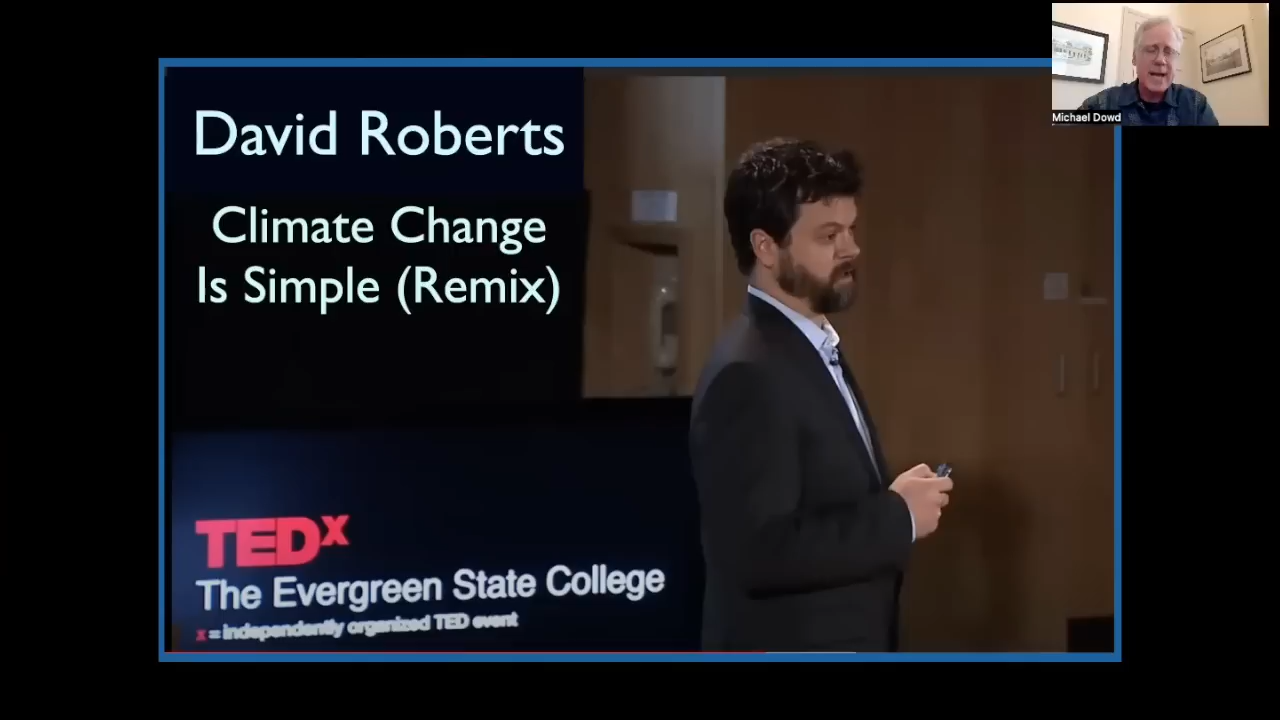 David Roberts
Climate Change
Is Simple (Remix)
TEDx
The Evergreen State College
x = independently organized TED event
Michael Dowd